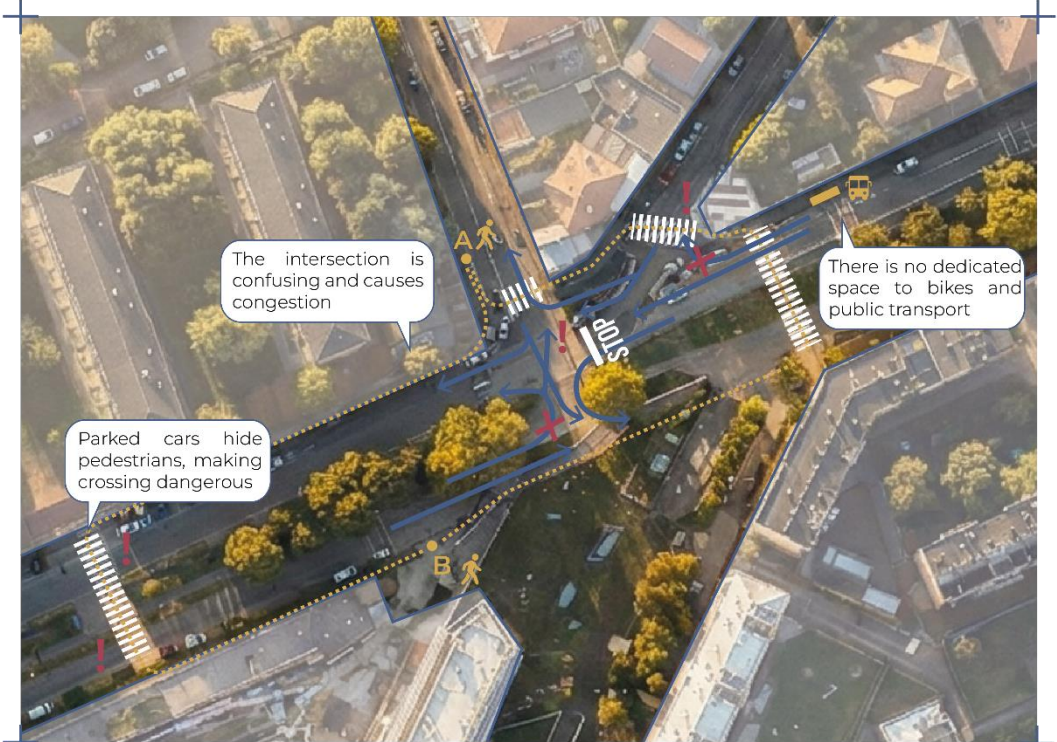 A
The intersection is
confusing and causes
congestion
There is no dedicated
space to bikes and
public transport
STOP
Parked cars hide
pedestrians, making
crossing dangerous
B
!
!
!
!